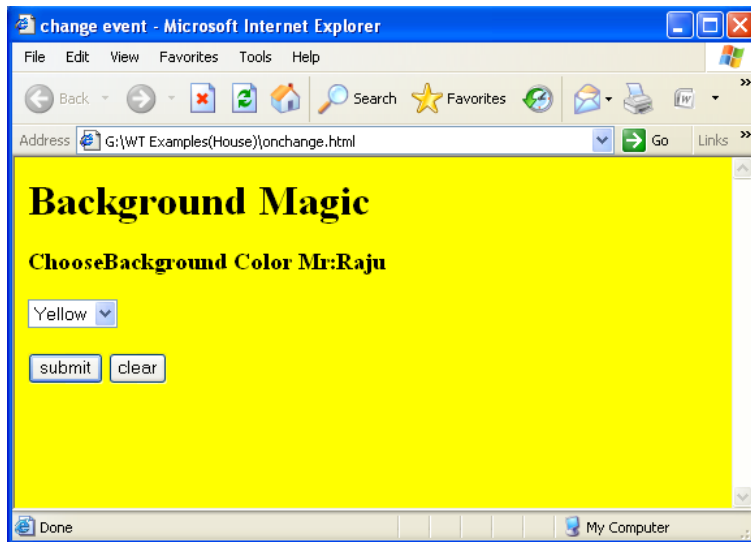 change event - Microsoft Internet Explorer
File Edit View Favorites Tools Help
Back Search Favorites W
Address G:\WT Examples(House)\onchange.html Go Links
Background Magic
ChooseBackground Color Mr:Raju
Yellow
submit clear
Done My Computer